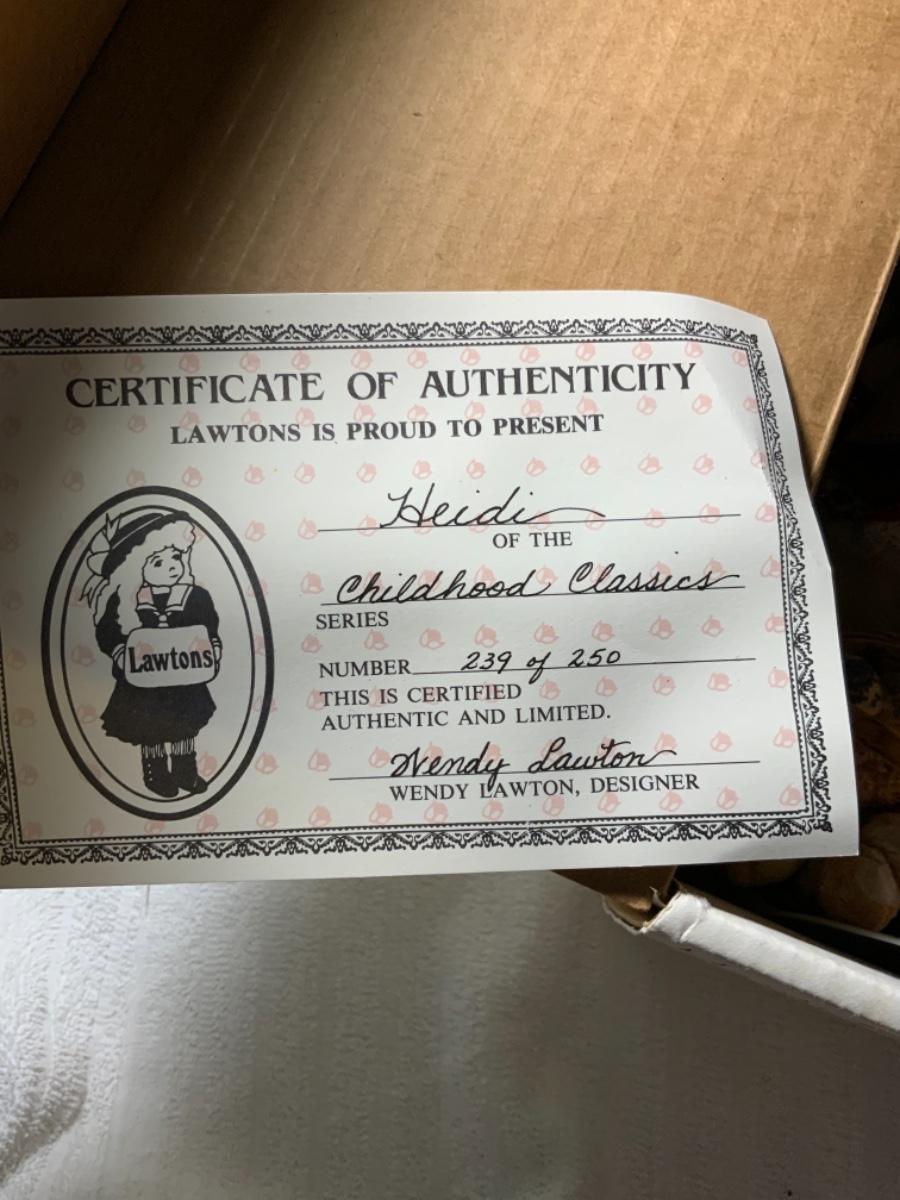 CERTIFICATE OF AUTHENTICITY
LAWTONS IS PROUD TO PRESENT
Heidi
OF THE
Childhood Classics
SERIES
Lawtons
NUMBER 239 of 250
THIS IS CERTIFIED
AUTHENTIC AND LIMITED.
Wendy Lawton
WENDY LAWTON, DESIGNER